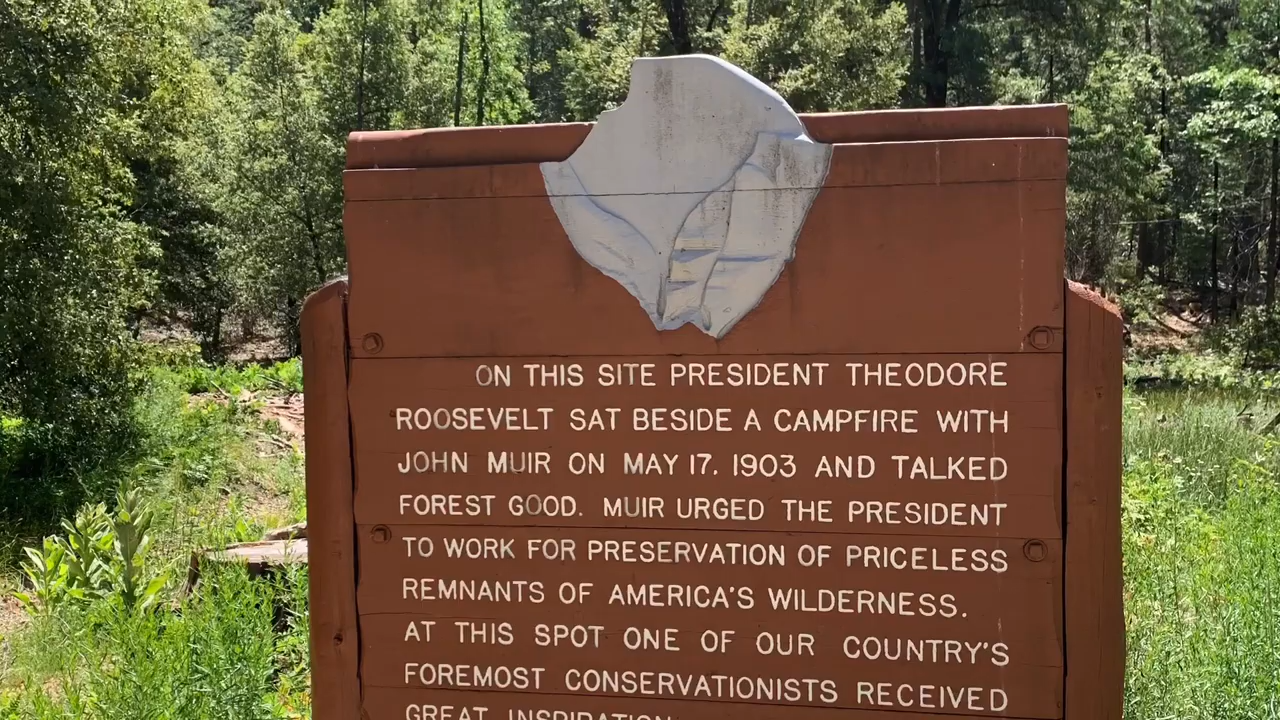 ON THIS SITE PRESIDENT THEODORE
ROOSEVELT SAT BESIDE A CAMPFIRE WITH
JOHN MUIR ON MAY 17, 1903 AND TALKED
FOREST GOOD. MUIR URGED THE PRESIDENT
TO WORK FOR PRESERVATION OF PRICELESS
REMNANTS OF AMERICA'S WILDERNESS.
AT THIS SPOT ONE OF OUR COUNTRY'S
FOREMOST CONSERVATIONISTS RECEIVED
GREAT INSPIRATION